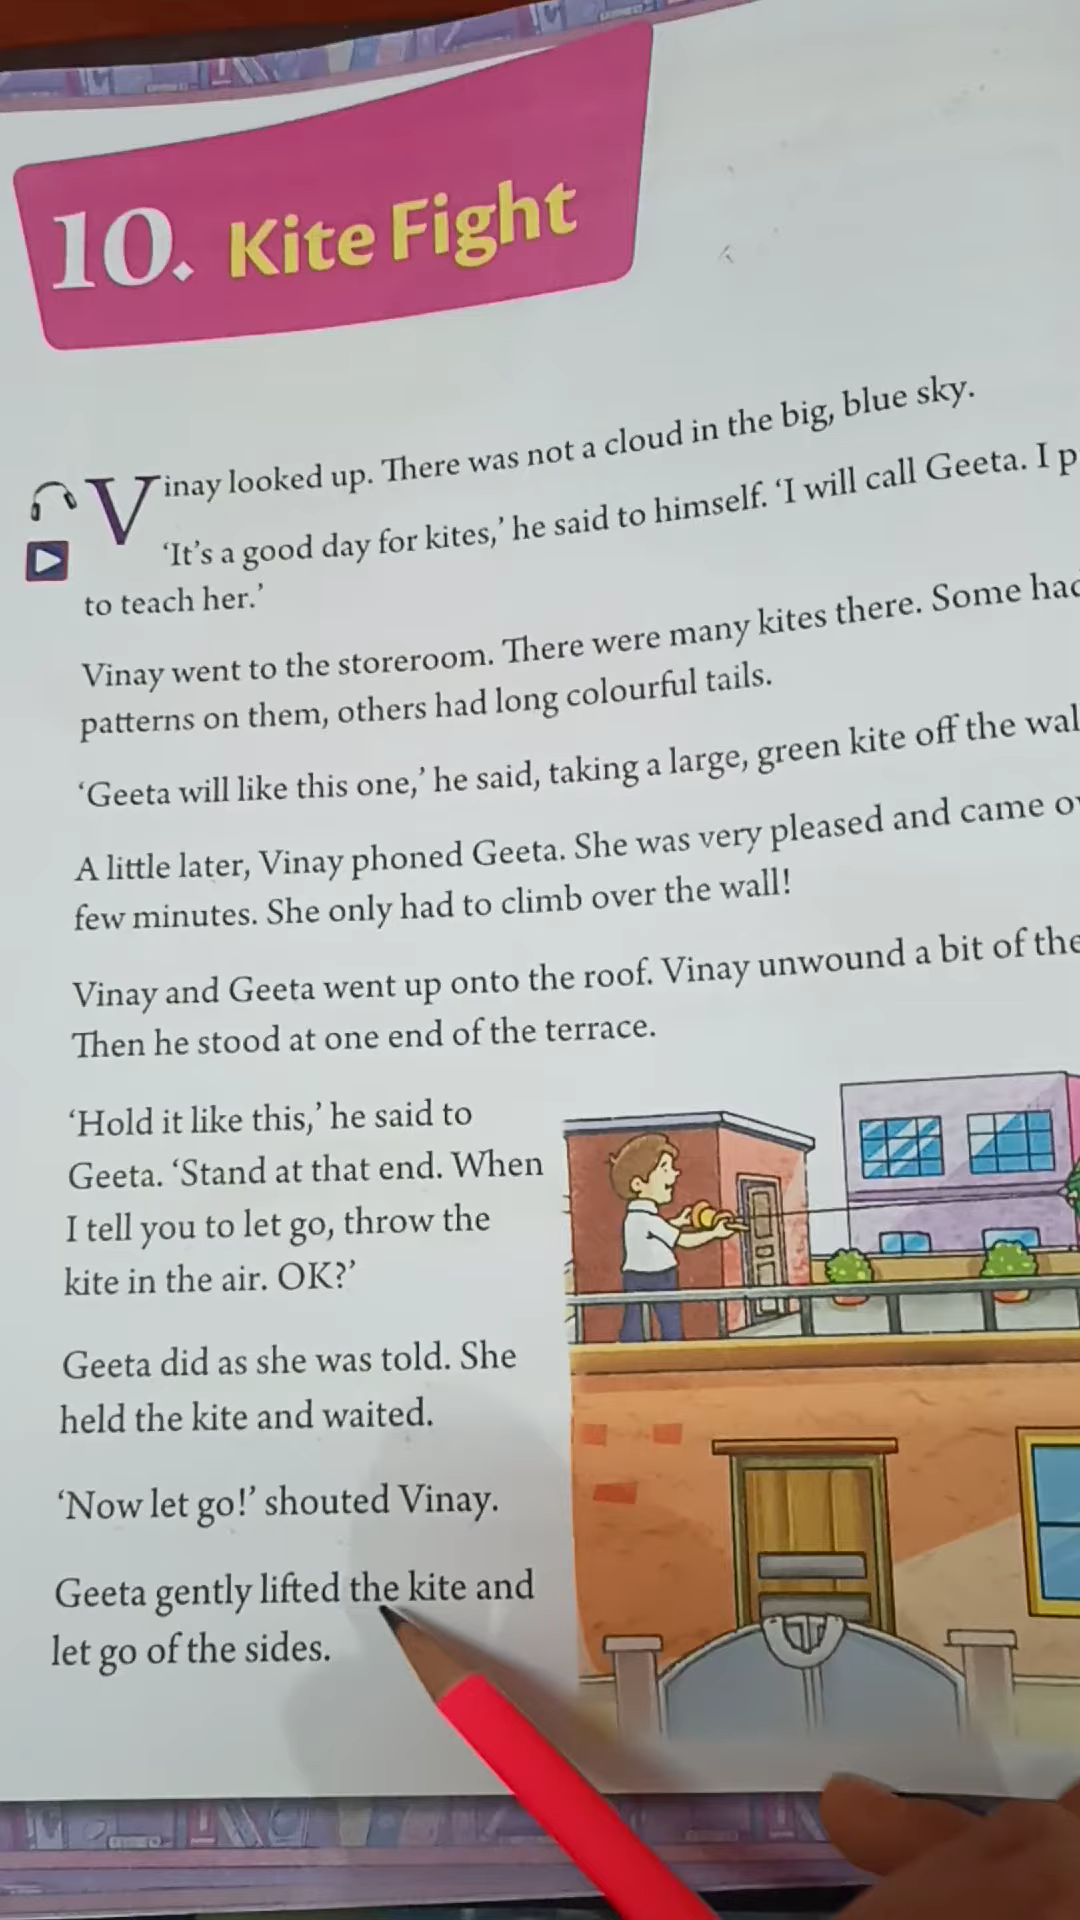 10. Kite Fight
Vinay looked up. There was not a cloud in the big, blue sky.
‘It’s a good day for kites,’ he said to himself. ‘I will call Geeta. I
to teach her.’
Vinay went to the storeroom. There were many kites there. Some had
patterns on them, others had long colourful tails.
‘Geeta will like this one,’ he said, taking a large, green kite off the
A little later, Vinay phoned Geeta. She was very pleased and came
few minutes. She only had to climb over the wall!
Vinay and Geeta went up onto the roof. Vinay unwound a bit of the
Then he stood at one end of the terrace.
‘Hold it like this,’ he said to
Geeta. ‘Stand at that end. When
I tell you to let go, throw the
kite in the air. OK?’
Geeta did as she was told. She
held the kite and waited.
‘Now let go!’ shouted Vinay.
Geeta gently lifted the kite and
let go of the sides.